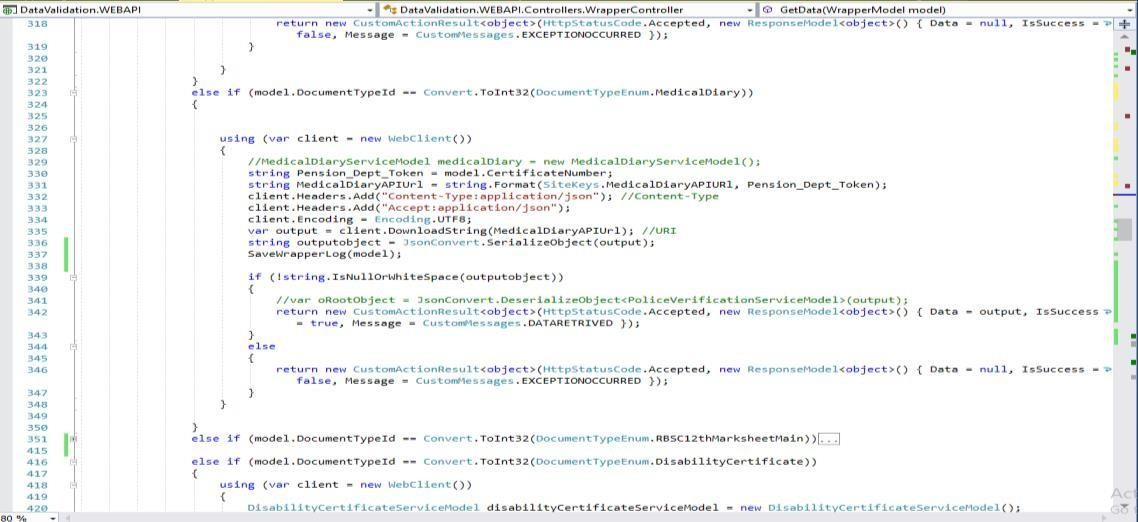 DataValidation.WEBAPI DataValidation.WEBAPI.Controllers.WrapperController GetData(WrapperModel model)
318 return new CustomActionResult<object>(HttpStatusCode.Accepted, new ResponseModel<object>() { Data = null, IsSuccess =
false, Message = CustomMessages.EXCEPTIONOCCURRED });
319 }
320
321 }
322 }
323 else if (model.DocumentTypeId == Convert.ToInt32(DocumentTypeEnum.MedicalDiary))
324 {
325
326
327 using (var client = new WebClient())
328 {
329 //MedicalDiaryServiceModel medicalDiary = new MedicalDiaryServiceModel();
330 string Pension_Dept_Token = model.CertificateNumber;
331 string MedicalDiaryAPIUrl = string.Format(SiteKeys.MedicalDiaryAPIURl, Pension_Dept_Token);
332 client.Headers.Add("Content-Type:application/json"); //Content-Type
333 client.Headers.Add("Accept:application/json");
334 client.Encoding = Encoding.UTF8;
335 var output = client.DownloadString(MedicalDiaryAPIUrl); //URI
336 string outputobject = JsonConvert.SerializeObject(output);
337 SaveWrapperLog(model);
338
339 if (!string.IsNullOrWhiteSpace(outputobject))
340 {
341 //var oRootObject = JsonConvert.DeserializeObject<PoliceVerificationServiceModel>(output);
342 return new CustomActionResult<object>(HttpStatusCode.Accepted, new ResponseModel<object>() { Data = output, IsSuccess
= true, Message = CustomMessages.DATARETRIVED });
343 }
344 else
345 {
346 return new CustomActionResult<object>(HttpStatusCode.Accepted, new ResponseModel<object>() { Data = null, IsSuccess =
false, Message = CustomMessages.EXCEPTIONOCCURRED });
347 }
348 }
349
350 }
351 else if (model.DocumentTypeId == Convert.ToInt32(DocumentTypeEnum.RBSC12thMarksheetMain))...
415
416 else if (model.DocumentTypeId == Convert.ToInt32(DocumentTypeEnum.DisabilityCertificate))
417 {
418 using (var client = new WebClient())
419 {
420 DisabilityCertificateServiceModel disabilityCertificateServiceModel = new DisabilityCertificateServiceModel();
80 %